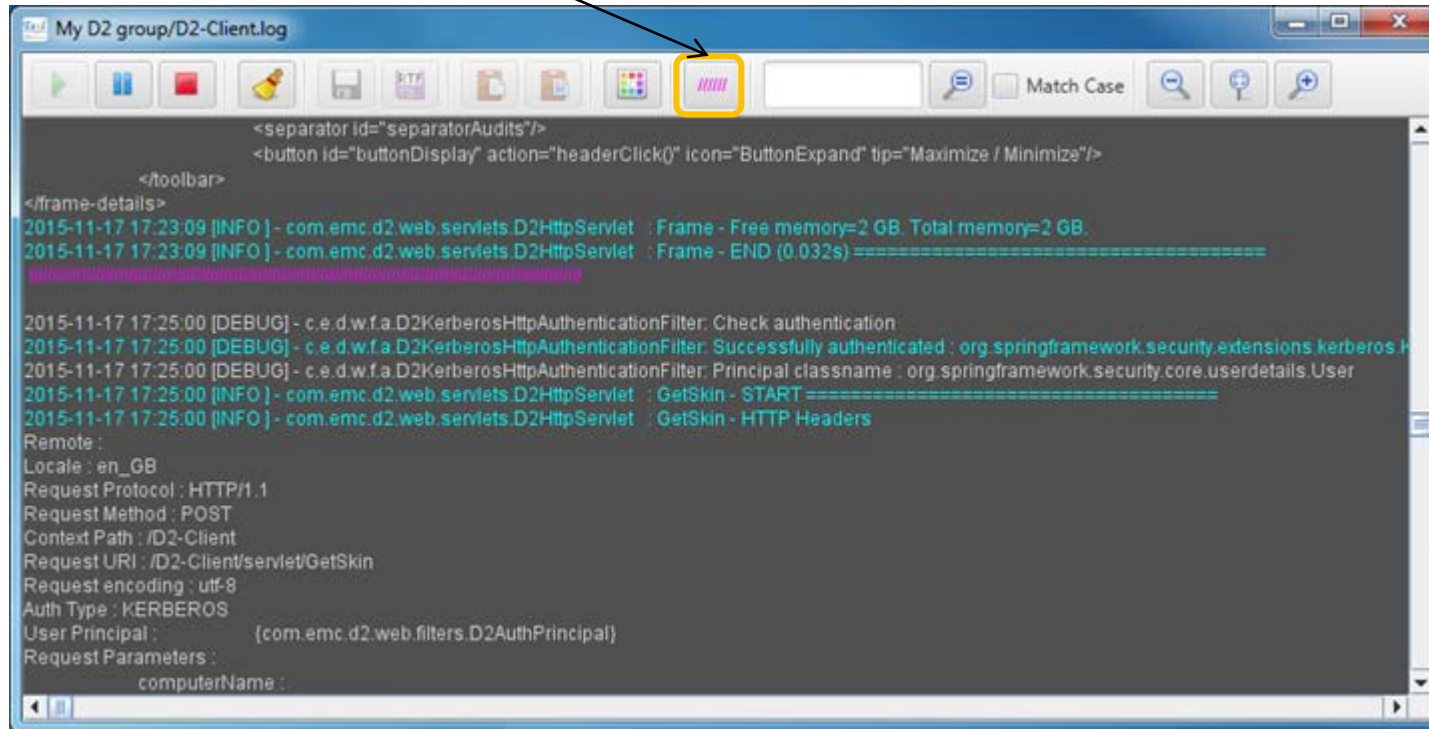 My D2 group/D2-Client.log
RTF
////// Match Case
<separator id="separatorAudits"/>
<button id="buttonDisplay" action="headerClick()" icon="ButtonExpand" tip="Maximize / Minimize"/>
</toolbar>
</frame-details>
2015-11-17 17:23:09 [INFO ] - com.emc.d2.web.servlets.D2HttpServlet : Frame - Free memory=2 GB. Total memory=2 GB.
2015-11-17 17:23:09 [INFO ] - com.emc.d2.web.servlets.D2HttpServlet : Frame - END (0.032s) =====================================
2015-11-17 17:25:00 [DEBUG] - c.e.d.w.f.a.D2KerberosHttpAuthenticationFilter: Check authentication
2015-11-17 17:25:00 [DEBUG] - c.e.d.w.f.a.D2KerberosHttpAuthenticationFilter: Successfully authenticated : org.springframework.security.extensions.kerberos.K
2015-11-17 17:25:00 [DEBUG] - c.e.d.w.f.a.D2KerberosHttpAuthenticationFilter: Principal classname : org.springframework.security.core.userdetails.User
2015-11-17 17:25:00 [INFO ] - com.emc.d2.web.servlets.D2HttpServlet : GetSkin - START =====================================
2015-11-17 17:25:00 [INFO ] - com.emc.d2.web.servlets.D2HttpServlet : GetSkin - HTTP Headers
Remote :
Locale : en_GB
Request Protocol : HTTP/1.1
Request Method : POST
Context Path : /D2-Client
Request URI : /D2-Client/servlet/GetSkin
Request encoding : utf-8
Auth Type : KERBEROS
User Principal : {com.emc.d2.web.filters.D2AuthPrincipal}
Request Parameters :
computerName :